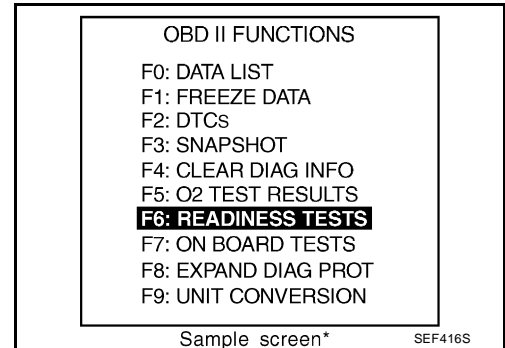 OBD II FUNCTIONS
F0: DATA LIST
F1: FREEZE DATA
F2: DTCs
F3: SNAPSHOT
F4: CLEAR DIAG INFO
F5: O2 TEST RESULTS
F6: READINESS TESTS
F7: ON BOARD TESTS
F8: EXPAND DIAG PROT
F9: UNIT CONVERSION
Sample screen* SEF416S